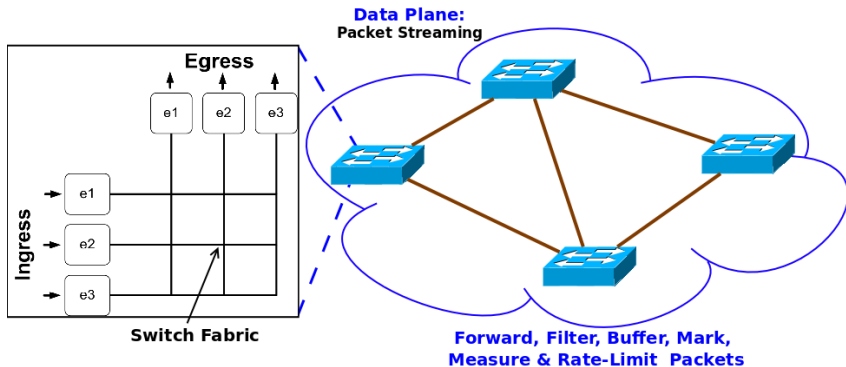 Data Plane:
Packet Streaming
Egress
e1 e2 e3
Ingress
e1
e2
e3
Switch Fabric
Forward, Filter, Buffer, Mark,
Measure & Rate-Limit Packets